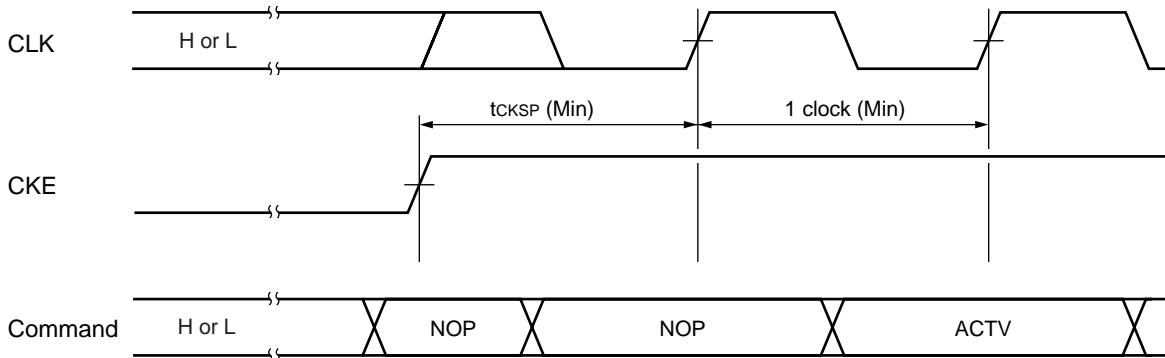 CLK H or L
tCKSP (Min) 1 clock (Min)
CKE
Command H or L NOP NOP ACTV